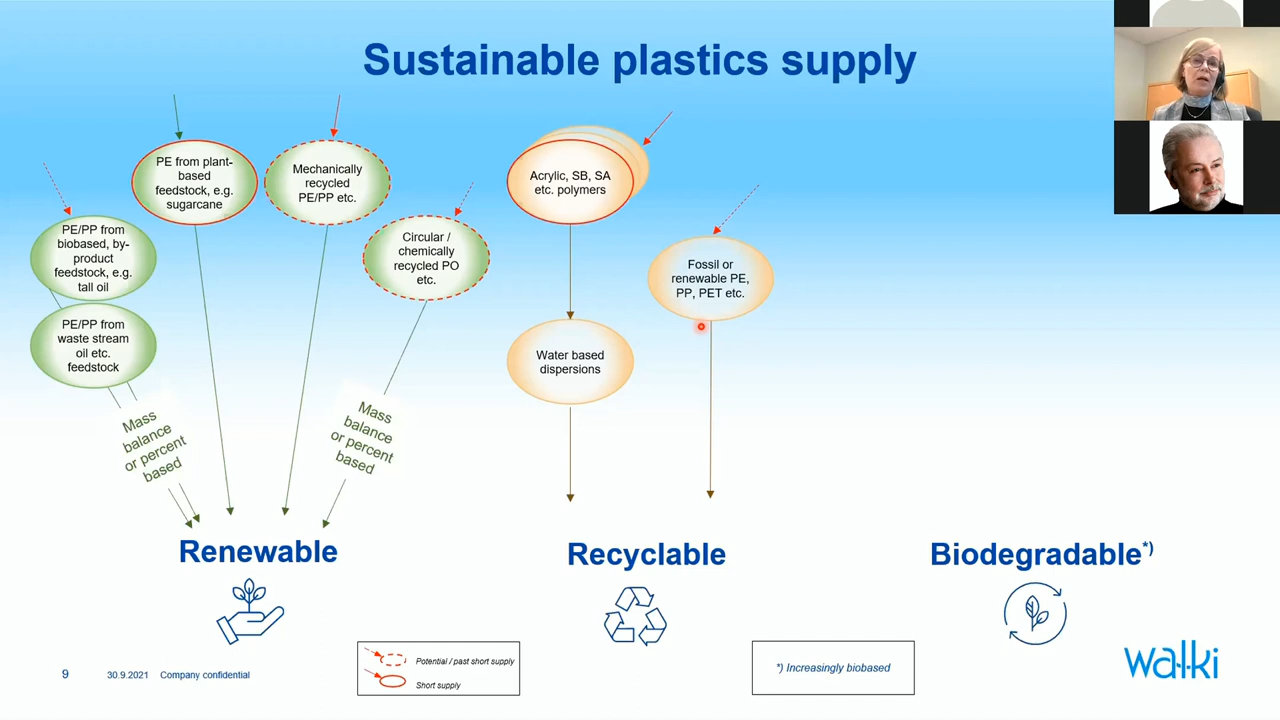 Sustainable plastics supply
PE/PP from
biobased, by-
product
feedstock, e.g.
tall oil
PE/PP from
waste stream
oil etc.
feedstock
PE from plant-
based
feedstock, e.g.
sugarcane
Mechanically
recycled
PE/PP etc.
Circular /
chemically
recycled PO
etc.
Mass
balance
or percent
based
Mass
balance
or percent
based
Acrylic, SB, SA
etc. polymers
Water based
dispersions
Fossil or
renewable PE,
PP, PET etc.
Renewable
Recyclable
Biodegradable*)
Potential / past short supply
Short supply
*) Increasingly biobased
9 30.9.2021 Company confidential
walki